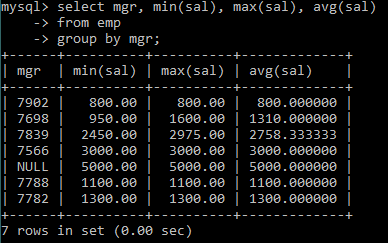 mysql> select mgr, min(sal), max(sal), avg(sal)
    -> from emp
    -> group by mgr;
+------+----------+----------+-------------+
| mgr  | min(sal) | max(sal) | avg(sal)    |
+------+----------+----------+-------------+
| 7902 |   800.00 |   800.00 |  800.000000 |
| 7698 |   950.00 |  1600.00 | 1310.000000 |
| 7839 |  2450.00 |  2975.00 | 2758.333333 |
| 7566 |  3000.00 |  3000.00 | 3000.000000 |
| NULL |  5000.00 |  5000.00 | 5000.000000 |
| 7788 |  1100.00 |  1100.00 | 1100.000000 |
| 7782 |  1300.00 |  1300.00 | 1300.000000 |
+------+----------+----------+-------------+
7 rows in set (0.00 sec)